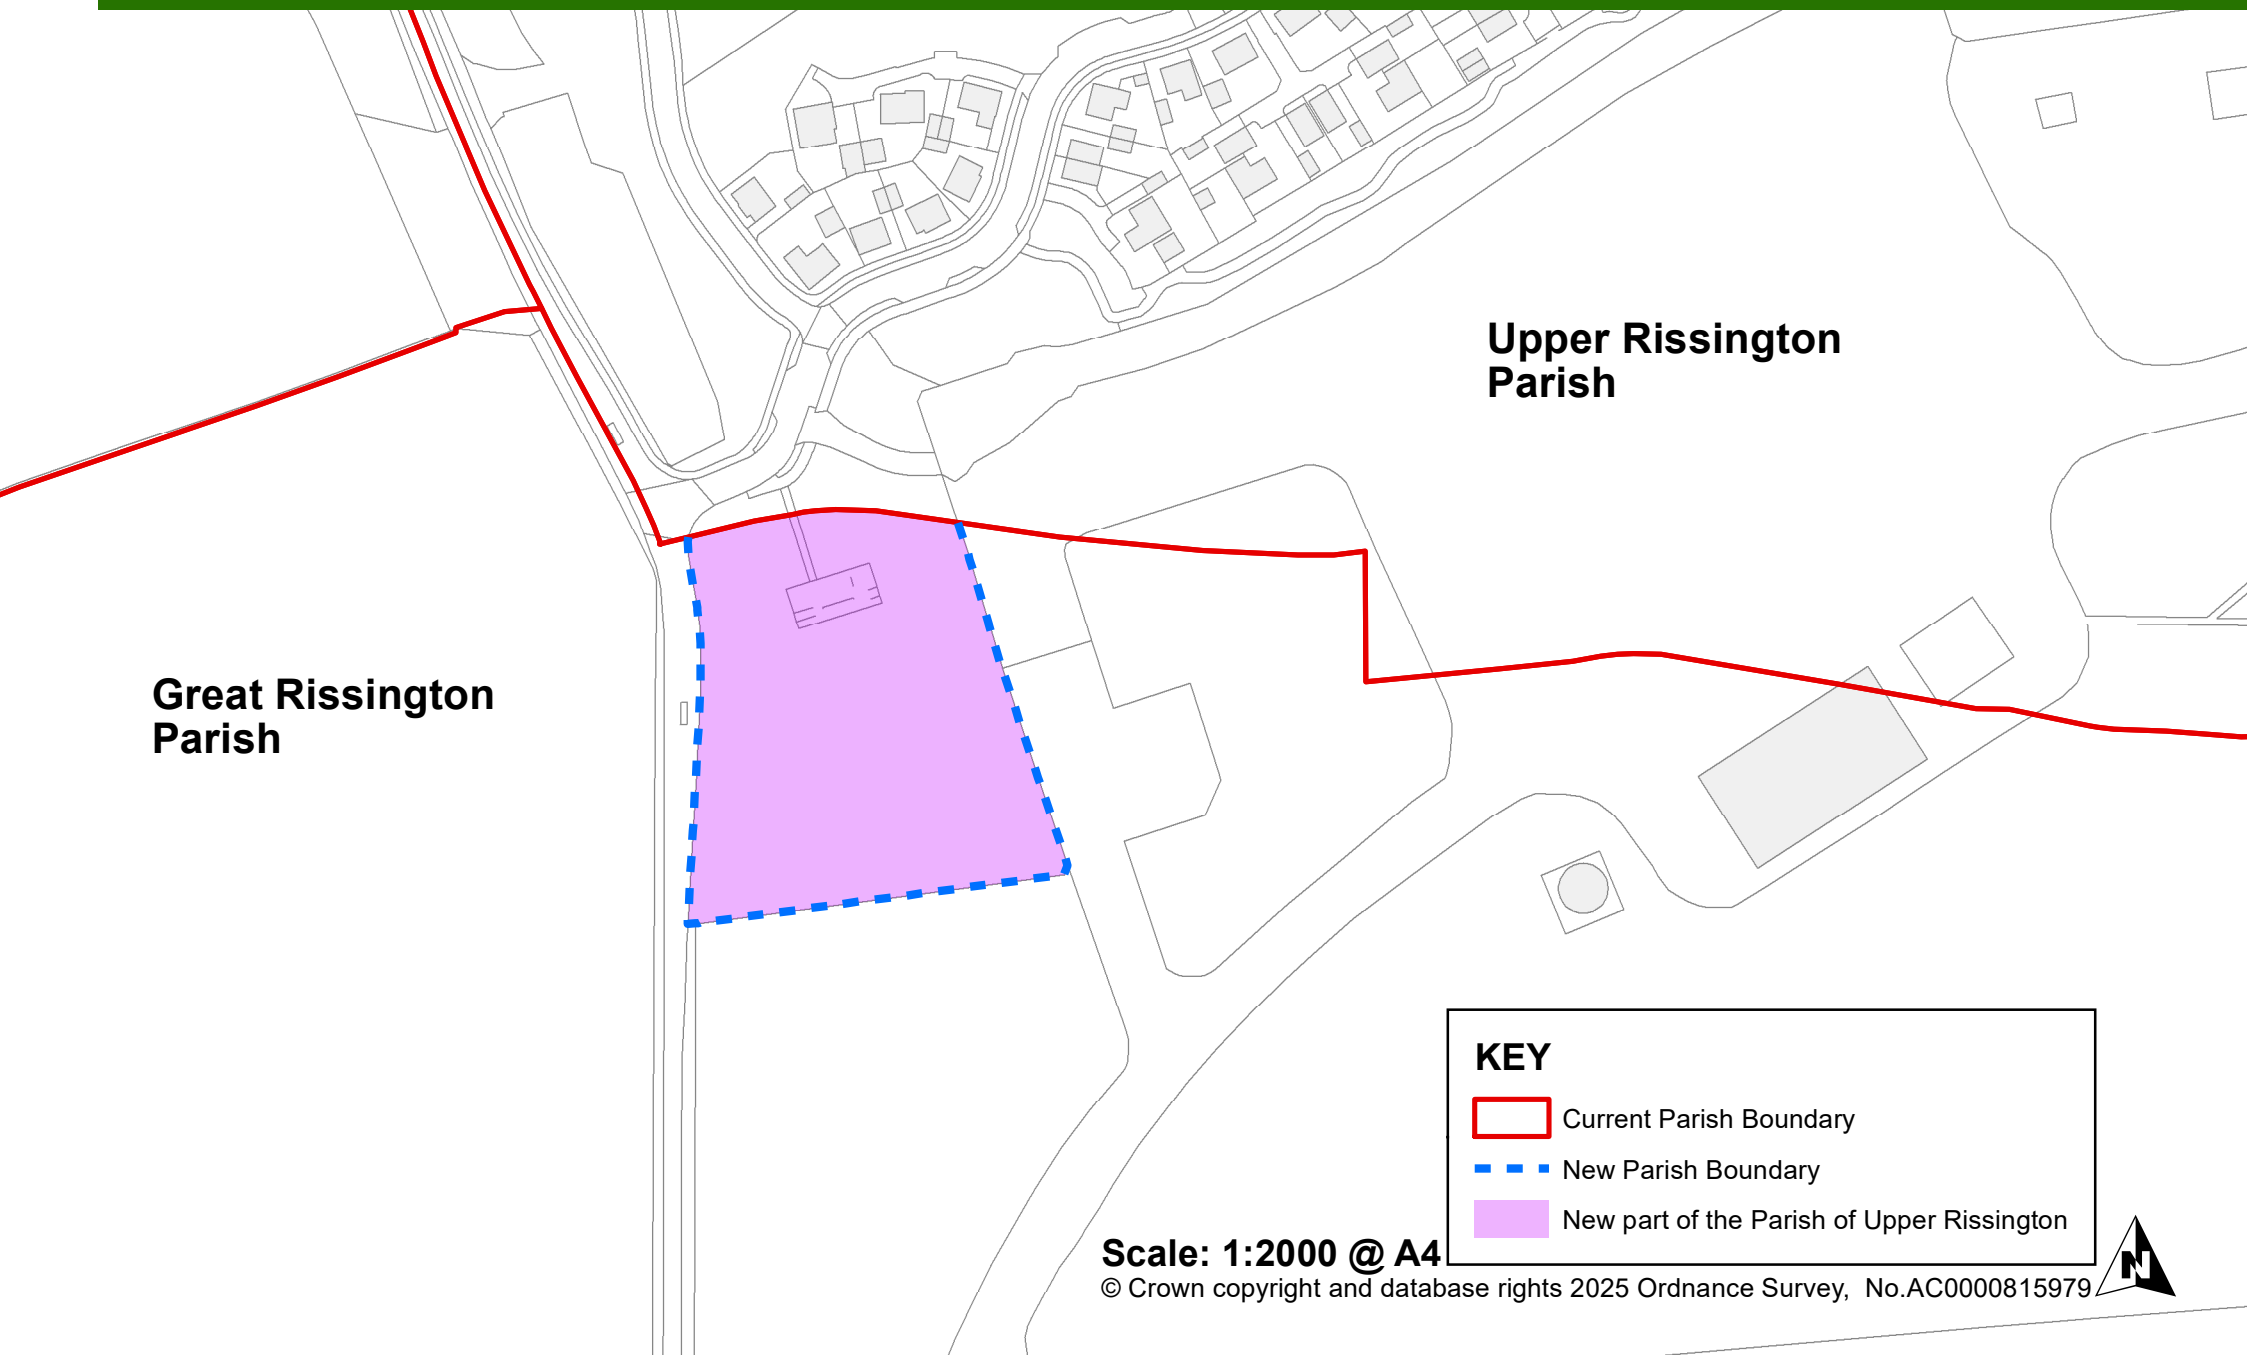 Upper Rissington
Parish
Great Rissington
Parish
KEY
Current Parish Boundary
New Parish Boundary
New part of the Parish of Upper Rissington
Scale: 1:2000 @ A4
© Crown copyright and database rights 2025 Ordnance Survey, No.AC0000815979
N